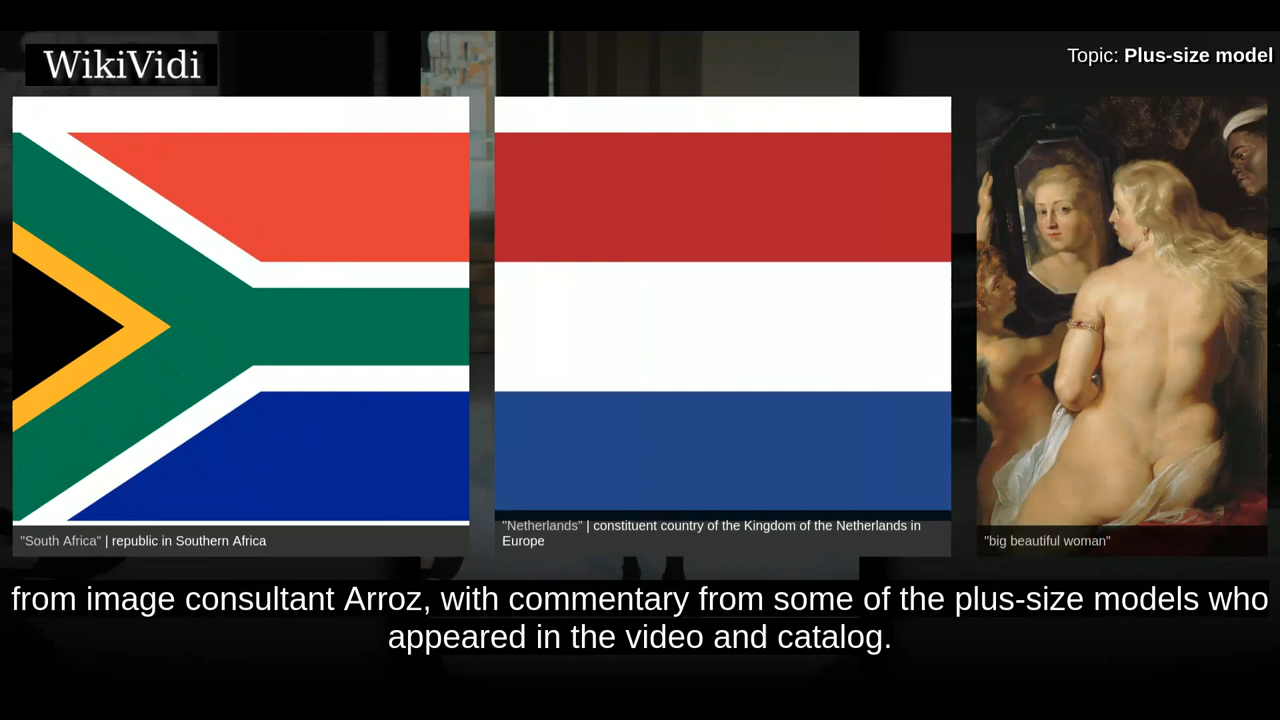 WikiVidi
Topic: Plus-size model
"South Africa" | republic in Southern Africa
"Netherlands" | constituent country of the Kingdom of the Netherlands in
Europe
"big beautiful woman"
from image consultant Arroz, with commentary from some of the plus-size models who
appeared in the video and catalog.